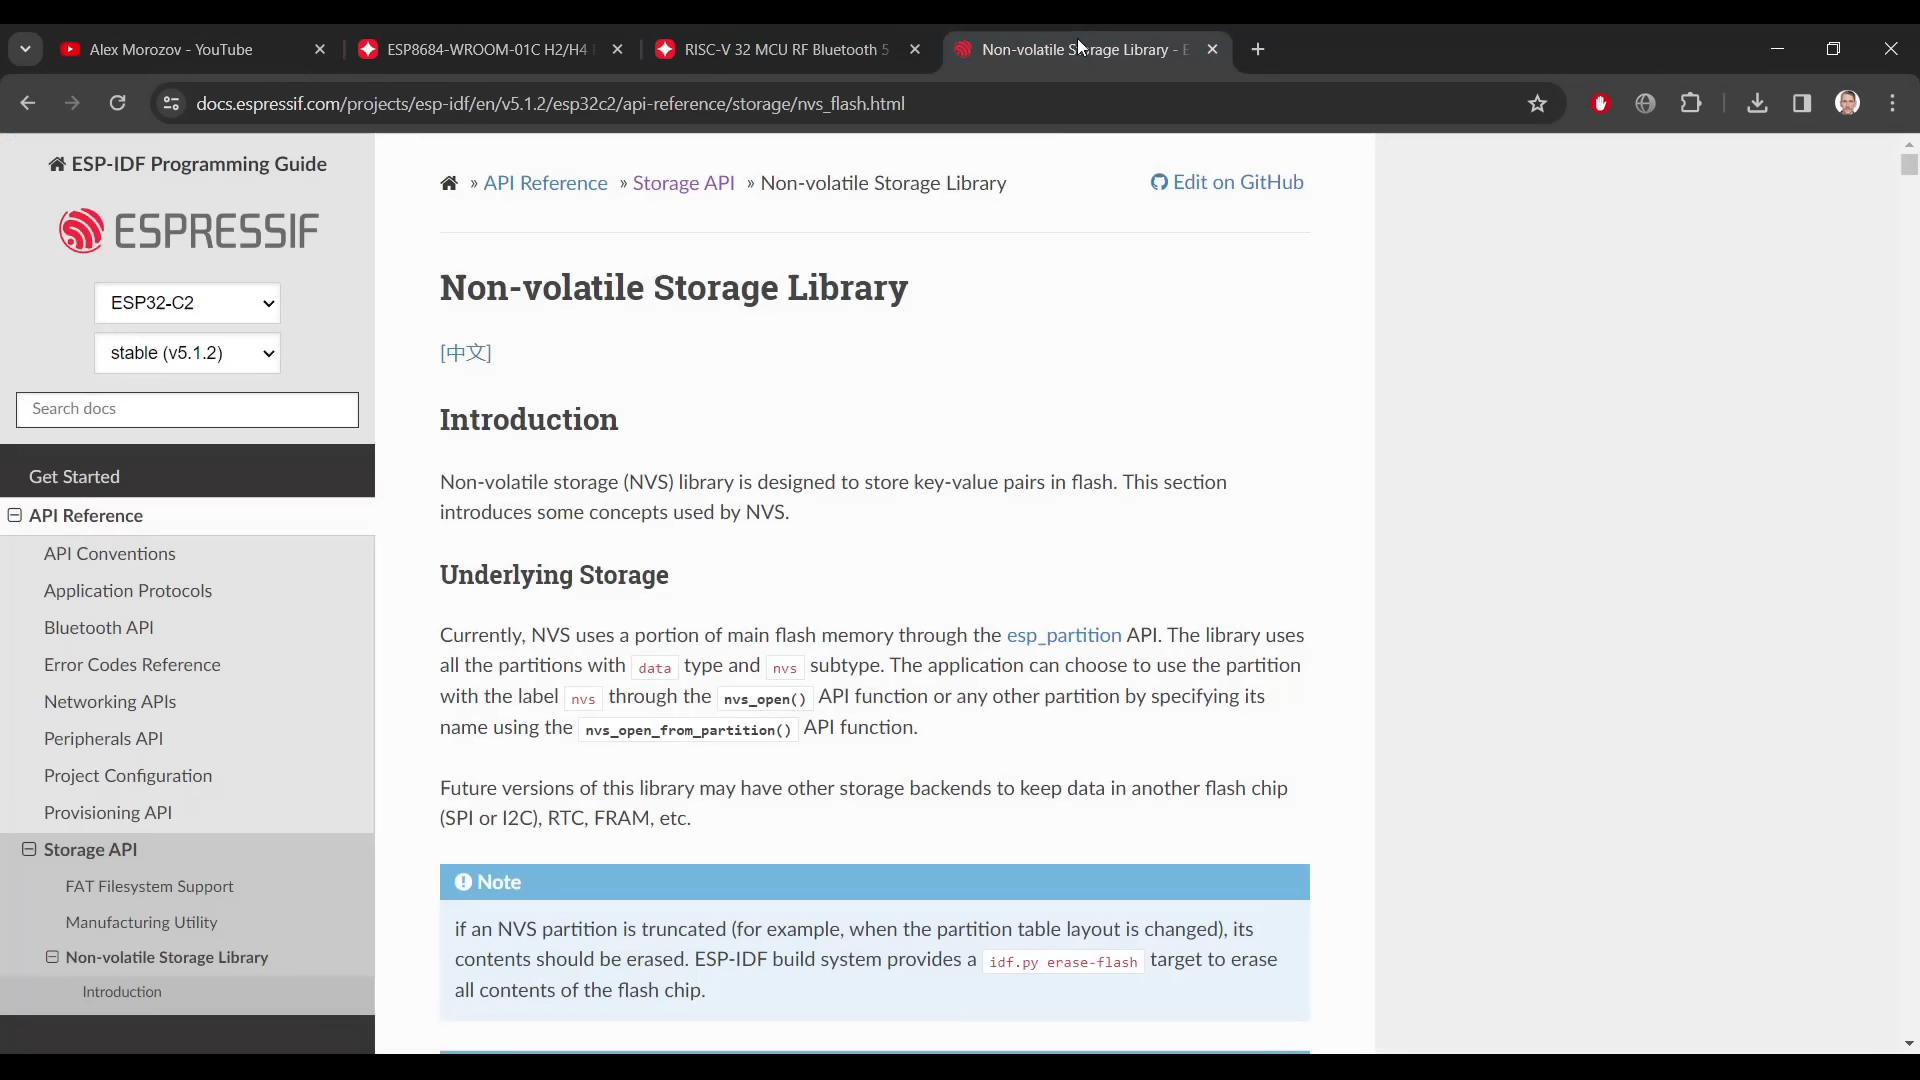 Alex Morozov - YouTube
ESP8684-WROOM-01C H2/H4
RISC-V 32 MCU RF Bluetooth 5
Non-volatile Storage Library - E
docs.espressif.com/projects/esp-idf/en/v5.1.2/esp32c2/api-reference/storage/nvs_flash.html
ESP-IDF Programming Guide
ESPRESSIF
ESP32-C2
stable (v5.1.2)
Search docs
Get Started
API Reference
API Conventions
Application Protocols
Bluetooth API
Error Codes Reference
Networking APIs
Peripherals API
Project Configuration
Provisioning API
Storage API
FAT Filesystem Support
Manufacturing Utility
Non-volatile Storage Library
Introduction
» API Reference » Storage API » Non-volatile Storage Library
Edit on GitHub
Non-volatile Storage Library
[中文]
Introduction
Non-volatile storage (NVS) library is designed to store key-value pairs in flash. This section
introduces some concepts used by NVS.
Underlying Storage
Currently, NVS uses a portion of main flash memory through the esp_partition API. The library uses
all the partitions with data type and nvs subtype. The application can choose to use the partition
with the label nvs through the nvs_open() API function or any other partition by specifying its
name using the nvs_open_from_partition() API function.
Future versions of this library may have other storage backends to keep data in another flash chip
(SPI or I2C), RTC, FRAM, etc.
Note
if an NVS partition is truncated (for example, when the partition table layout is changed), its
contents should be erased. ESP-IDF build system provides a idf.py erase-flash target to erase
all contents of the flash chip.